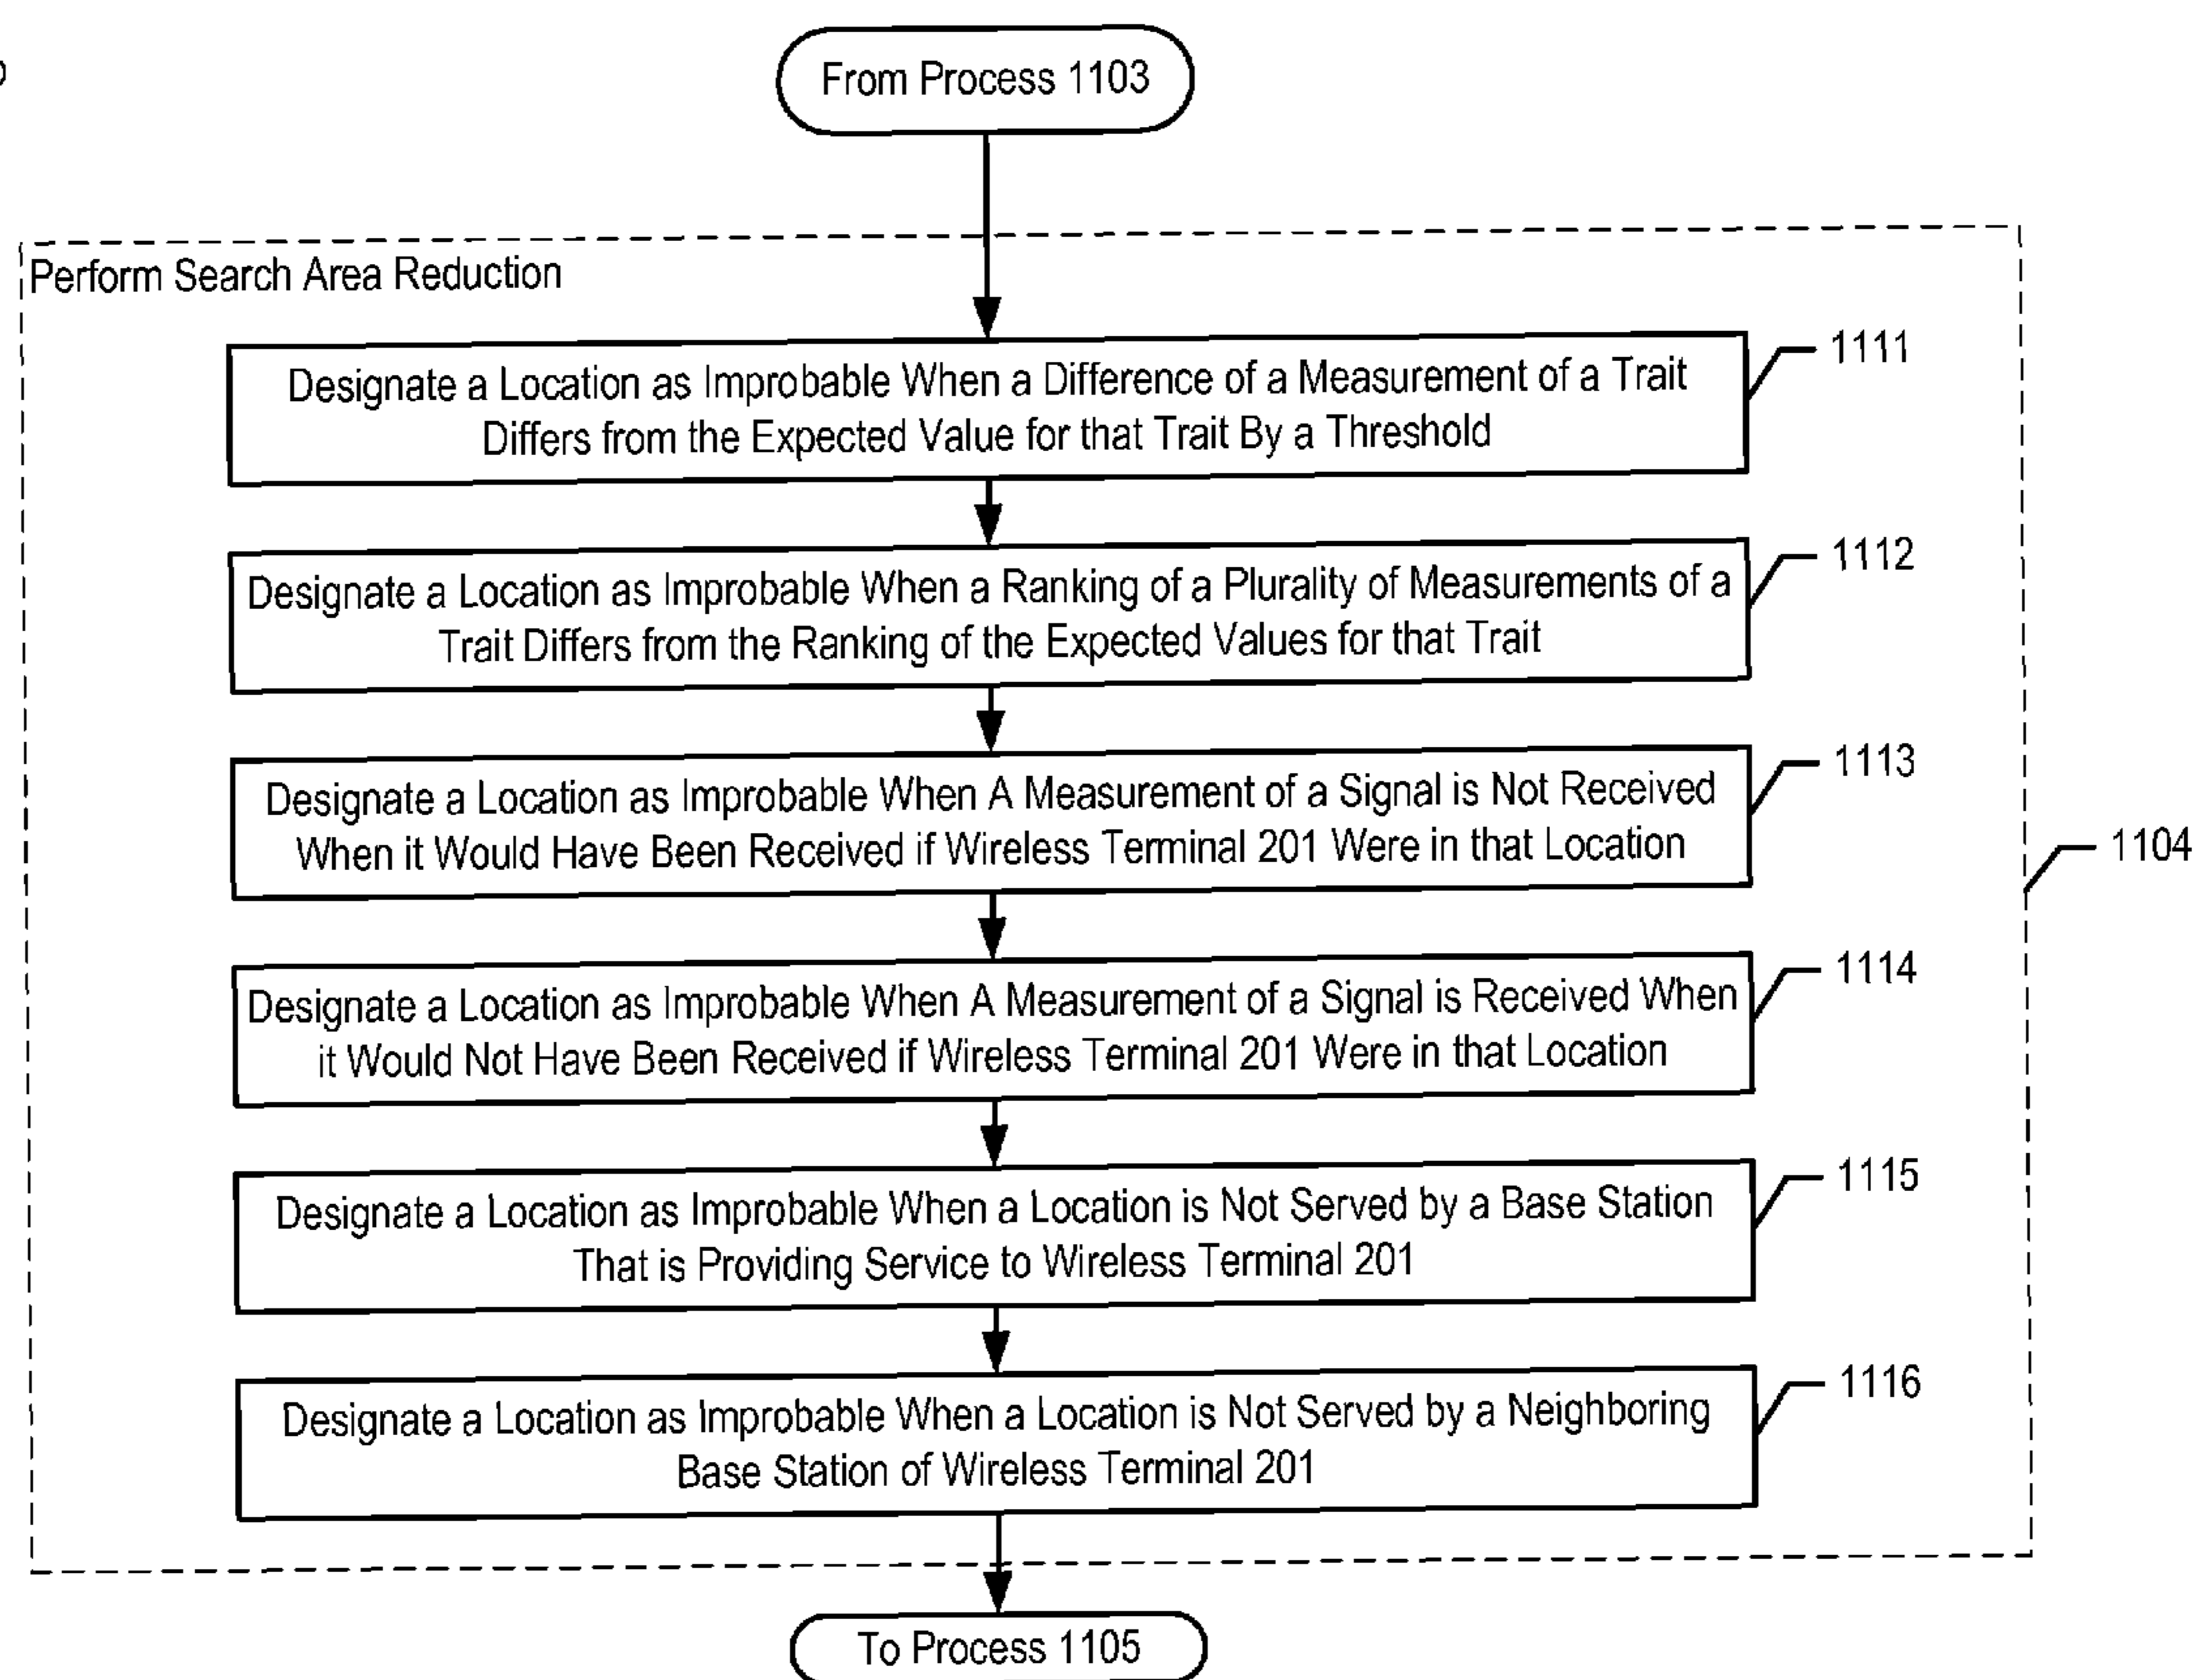 From Process 1103
Perform Search Area Reduction
Designate a Location as Improbable When a Difference of a Measurement of a Trait
Differs from the Expected Value for that Trait By a Threshold
1111
Designate a Location as Improbable When a Ranking of a Plurality of Measurements of a
Trait Differs from the Ranking of the Expected Values for that Trait
1112
Designate a Location as Improbable When A Measurement of a Signal is Not Received
When it Would Have Been Received if Wireless Terminal 201 Were in that Location
1113
1104
Designate a Location as Improbable When A Measurement of a Signal is Received When
it Would Not Have Been Received if Wireless Terminal 201 Were in that Location
1114
Designate a Location as Improbable When a Location is Not Served by a Base Station
That is Providing Service to Wireless Terminal 201
1115
Designate a Location as Improbable When a Location is Not Served by a Neighboring
Base Station of Wireless Terminal 201
1116
To Process 1105